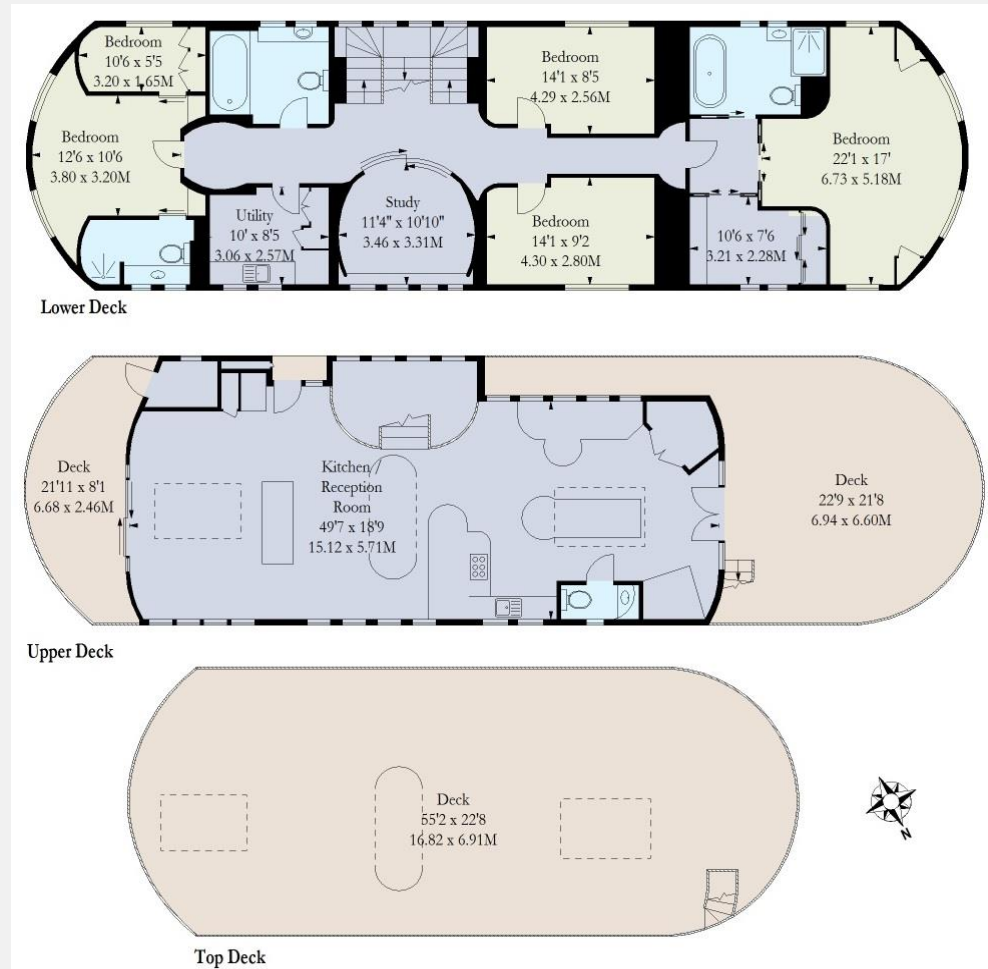 Bedroom
10'6 x 5'5
3.20 x 1.65M
Bedroom
14'1 x 8'5
4.29 x 2.56M
Bedroom
12'6 x 10'6
3.80 x 3.20M
Bedroom
22'1 x 17'
6.73 x 5.18M
Utility
10' x 8'5
3.06 x 2.57M
Study
11'4" x 10'10"
3.46 x 3.31M
Bedroom
14'1 x 9'2
4.30 x 2.80M
10'6 x 7'6
3.21 x 2.28M
Lower Deck
Deck
21'11 x 8'1
6.68 x 2.46M
Kitchen
Reception
Room
49'7 x 18'9
15.12 x 5.71M
Deck
22'9 x 21'8
6.94 x 6.60M
Upper Deck
Deck
55'2 x 22'8
16.82 x 6.91M
N
Top Deck